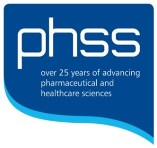 phss
over 25 years of advancing
pharmaceutical and
healthcare sciences